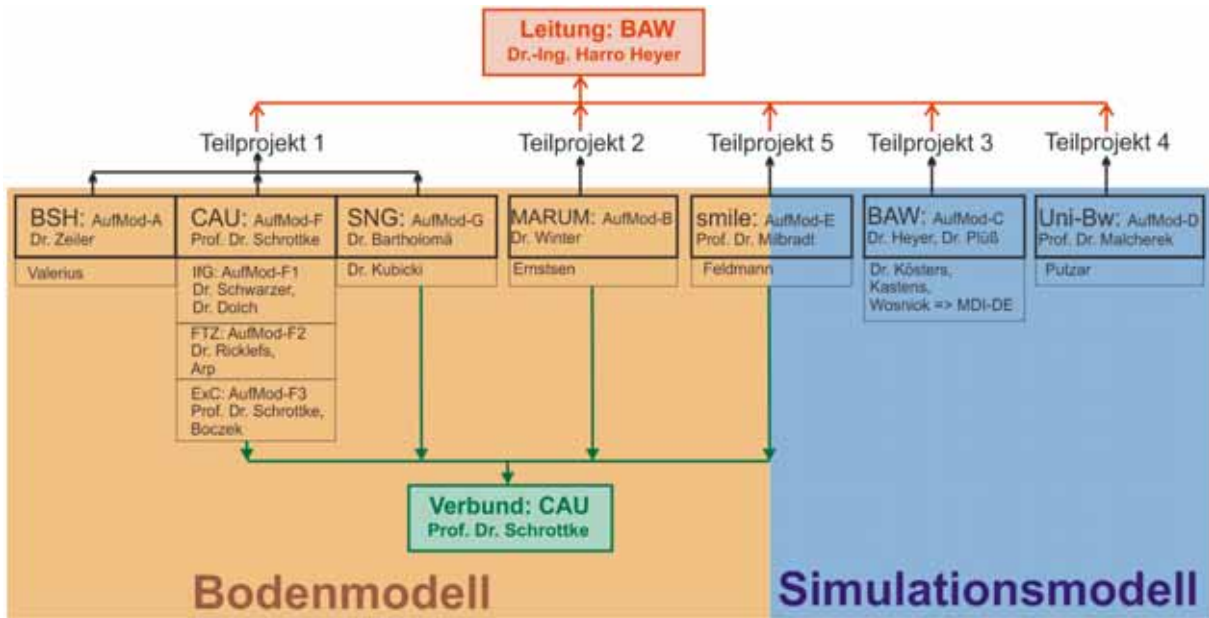 Leitung: BAW
Dr.-Ing. Harro Heyer
Teilprojekt 1
Teilprojekt 2
Teilprojekt 5
Teilprojekt 3
Teilprojekt 4
BSH: AufMod-A
Dr. Zeiler
Valerius
CAU: AufMod-F
Prof. Dr. Schrottke
IfG: AufMod-F1
Dr. Schwarzer,
Dr. Dolch
FTZ: AufMod-F2
Dr. Ricklefs,
Arp
ExC: AufMod-F3
Prof. Dr. Schrottke,
Boczek
SNG: AufMod-G
Dr. Bartholomä
Dr. Kubicki
MARUM: AufMod-B
Dr. Winter
Ernstsen
smile: AufMod-E
Prof. Dr. Milbradt
Feldmann
BAW: AufMod-C
Dr. Heyer, Dr. Plüß
Dr. Kösters,
Kastens,
Wosniok => MDI-DE
Uni-Bw: AufMod-D
Prof. Dr. Malcherek
Putzar
Verbund: CAU
Prof. Dr. Schrottke
Bodenmodell
Simulationsmodell